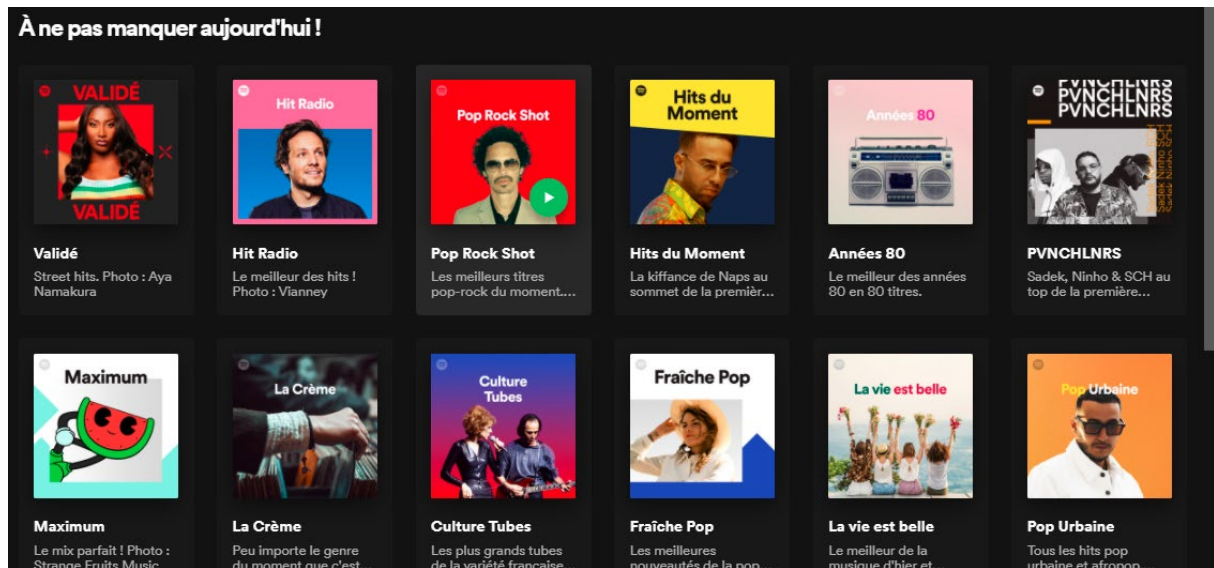 À ne pas manquer aujourd'hui !
VALIDÉ
VALIDÉ
Validé
Street hits. Photo : Aya
Namakura
Hit Radio
Hit Radio
Le meilleur des hits !
Photo : Vianney
Pop Rock Shot
Pop Rock Shot
Les meilleurs titres
pop-rock du moment....
Hits du
Moment
Hits du Moment
La kiffance de Naps au
sommet de la premièr...
Années 80
Années 80
Le meilleur des années
80 en 80 titres.
PVNCHLNRS
PVNCHLNRS
PVNCHLNRS
Sadek Ninho SCH
Sadek Ninho SCH
PVNCHLNRS
Sadek, Ninho & SCH au
top de la première...
Maximum
Maximum
Le mix parfait ! Photo :
Strange Fruits Music
La Crème
La Crème
Peu importe le genre
du moment que c'est...
Culture
Tubes
Culture Tubes
Les plus grands tubes
de la variété française...
Fraîche Pop
Fraîche Pop
Les meilleures
nouveautés de la pop...
La vie est belle
La vie est belle
Le meilleur de la
musique d'hier et...
Pop Urbaine
Pop Urbaine
Tous les hits pop
urbaine et afropop...